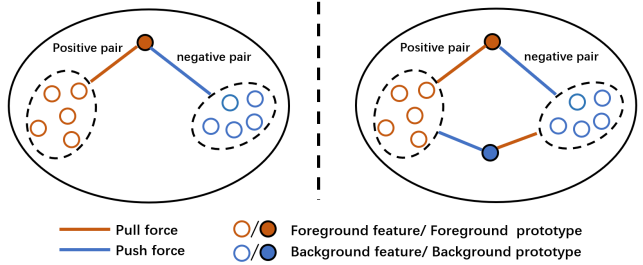 Positive pair
negative pair
Positive pair
negative pair
Pull force
/
Foreground feature/ Foreground prototype
Push force
/
Background feature/ Background prototype